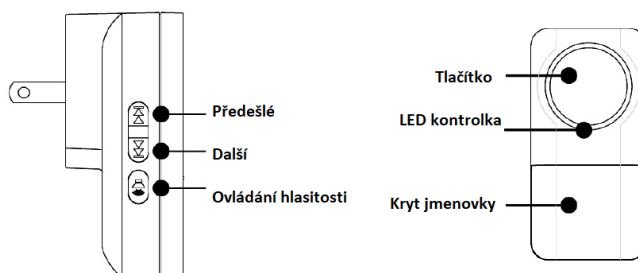 Předešlé
Další
Ovládání hlasitosti
Tlačítko
LED kontrolka
Kryt jmenovky